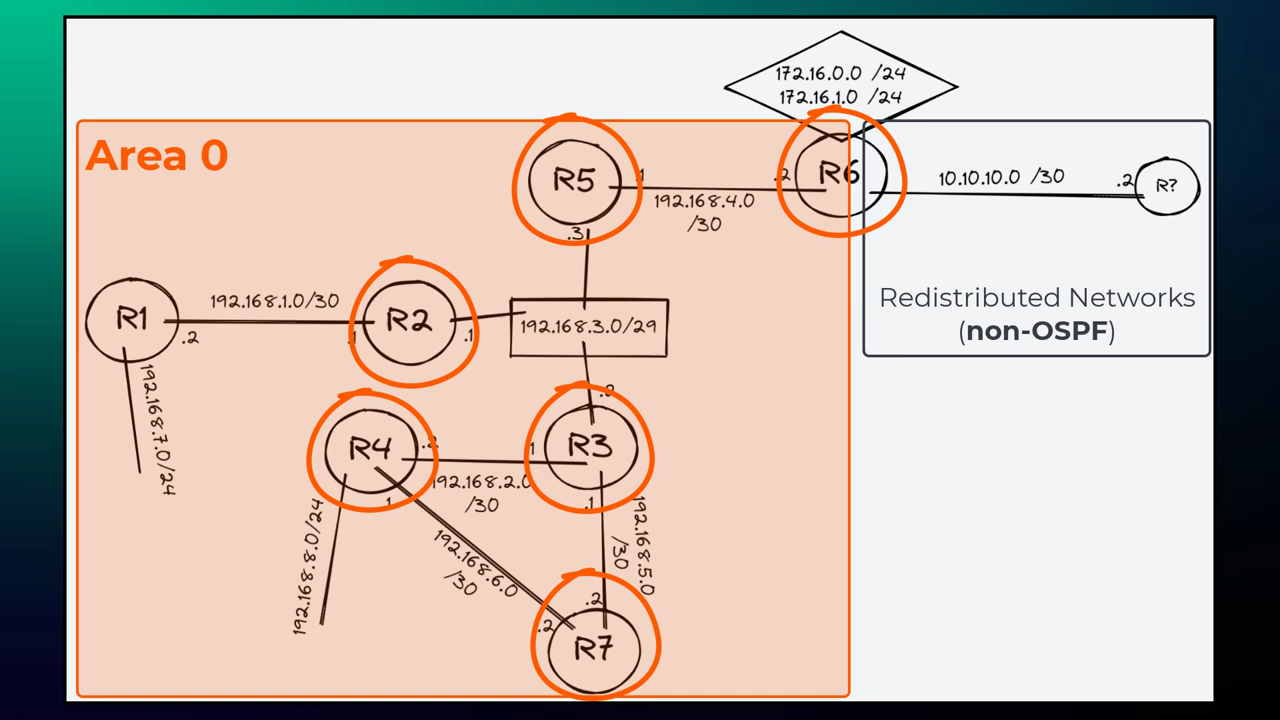 172.16.0.0 /24
172.16.1.0 /24
Area 0
R5
.1
192.168.4.0
/30
.2
R6
10.10.10.0 /30
.2
R?
.3
Redistributed Networks
(non-OSPF)
R1
.2
192.168.1.0/30
.1
R2
.1
192.168.3.0/29
192.168.7.0/24
.2
R4
.2
192.168.2.0
/30
1
R3
.1
192.168.5.0
/30
192.168.8.0/24
.1
192.168.6.0
/30
.2
.2
R7